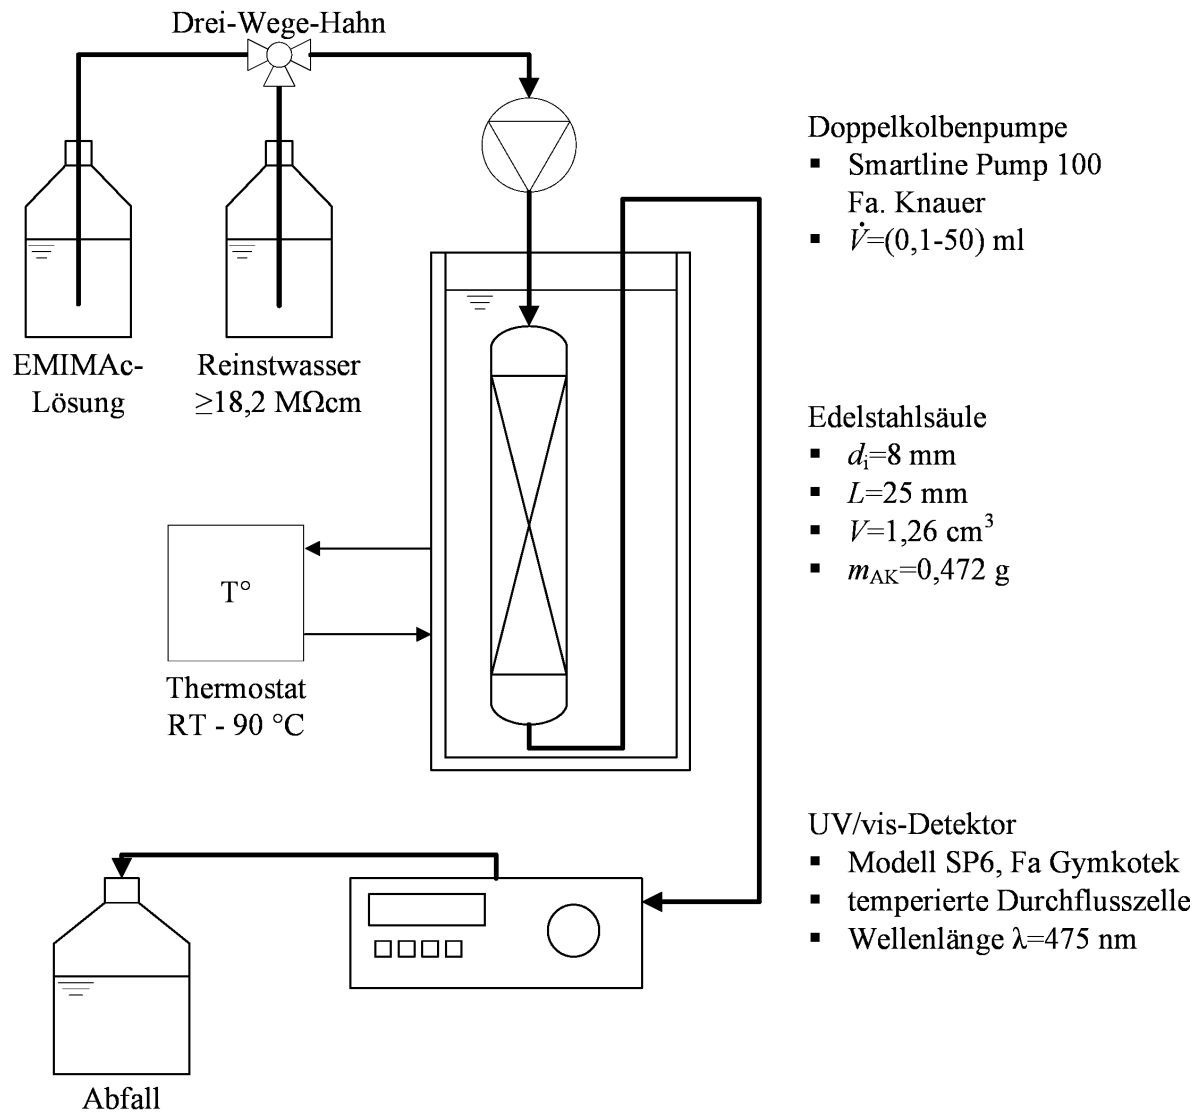 Drei-Wege-Hahn
EMIMAc-
Lösung
Reinstwasser
≥18,2 MΩcm
Doppelkolbenpumpe
▪ Smartline Pump 100
Fa. Knauer
▪ V̇=(0,1-50) ml
Edelstahlsäule
▪ dᵢ=8 mm
▪ L=25 mm
▪ V=1,26 cm³
▪ m_AK=0,472 g
T°
Thermostat
RT - 90 °C
UV/vis-Detektor
▪ Modell SP6, Fa Gymkotek
▪ temperierte Durchflusszelle
▪ Wellenlänge λ=475 nm
Abfall